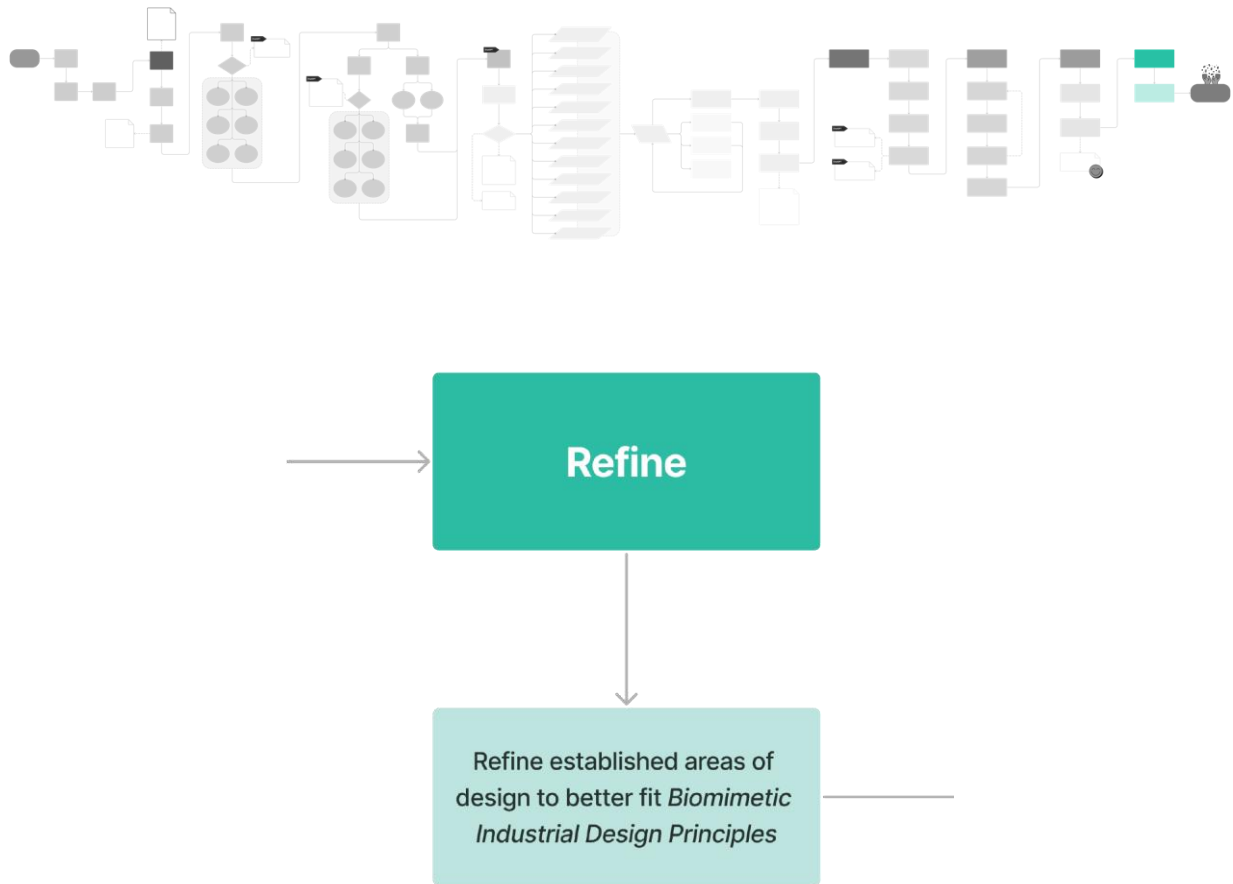 Refine
Refine established areas of
design to better fit Biomimetic
Industrial Design Principles